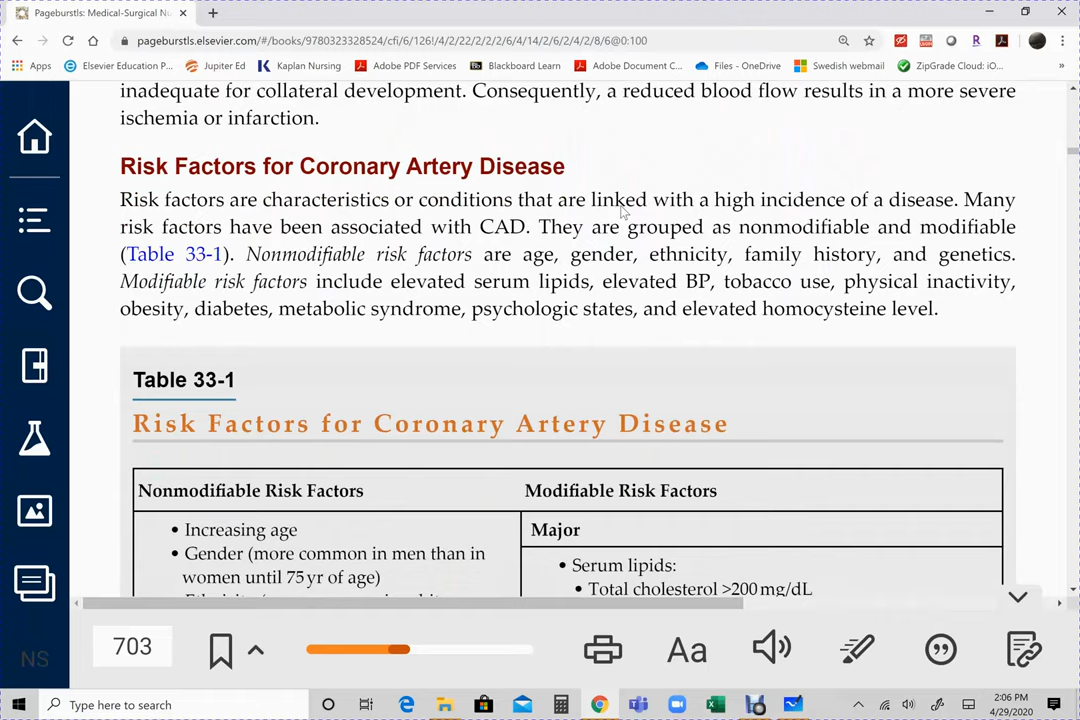 Pageburstls: Medical-Surgical Nu
pageburstls.elsevier.com/#/books/9780323328524/cfi/6/126!/4/2/22/2/2/2/6/4/14/2/6/2/4/2/8/6@0:100
Apps Elsevier Education P... Jupiter Ed Kaplan Nursing Adobe PDF Services Blackboard Learn Adobe Document C... Files - OneDrive Swedish webmail ZipGrade Cloud: iO...
inadequate for collateral development. Consequently, a reduced blood flow results in a more severe
ischemia or infarction.
Risk Factors for Coronary Artery Disease
Risk factors are characteristics or conditions that are linked with a high incidence of a disease. Many
risk factors have been associated with CAD. They are grouped as nonmodifiable and modifiable
(Table 33-1). Nonmodifiable risk factors are age, gender, ethnicity, family history, and genetics.
Modifiable risk factors include elevated serum lipids, elevated BP, tobacco use, physical inactivity,
obesity, diabetes, metabolic syndrome, psychologic states, and elevated homocysteine level.
Table 33-1
Risk Factors for Coronary Artery Disease
Nonmodifiable Risk Factors
Modifiable Risk Factors
• Increasing age
• Gender (more common in men than in
women until 75 yr of age)
Major
• Serum lipids:
• Total cholesterol >200 mg/dL
703
Aa
NS
Type here to search
2:06 PM
4/29/2020